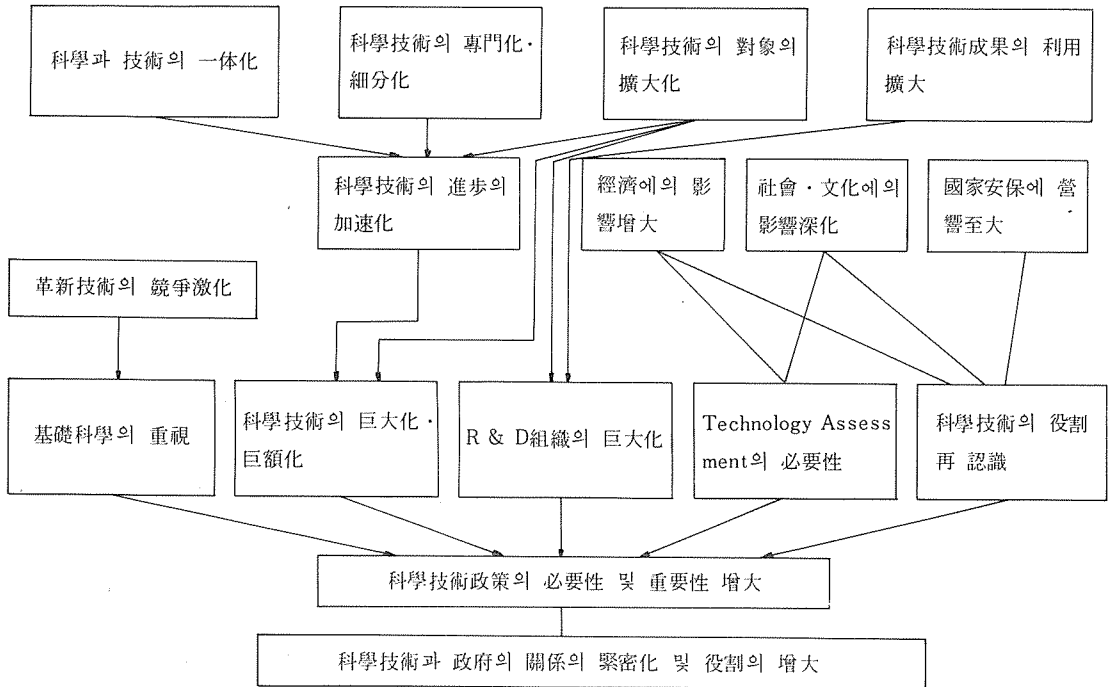 科學과 技術의 一体化
科學技術의 專門化·
細分化
科學技術의 對象의
擴大化
科學技術成果의 利用
擴大
科學技術의 進步의
加速化
經濟에의 影
響增大
社會·文化에의
影響深化
國家安保에 營
響至大
革新技術의 競爭激化
基礎科學의 重視
科學技術의 巨大化·
巨額化
R & D組織의 巨大化
Technology Assess
ment의 必要性
科學技術의 役割
再 認識
科學技術政策의 必要性 및 重要性 增大
科學技術과 政府의 關係의 緊密化 및 役割의 增大